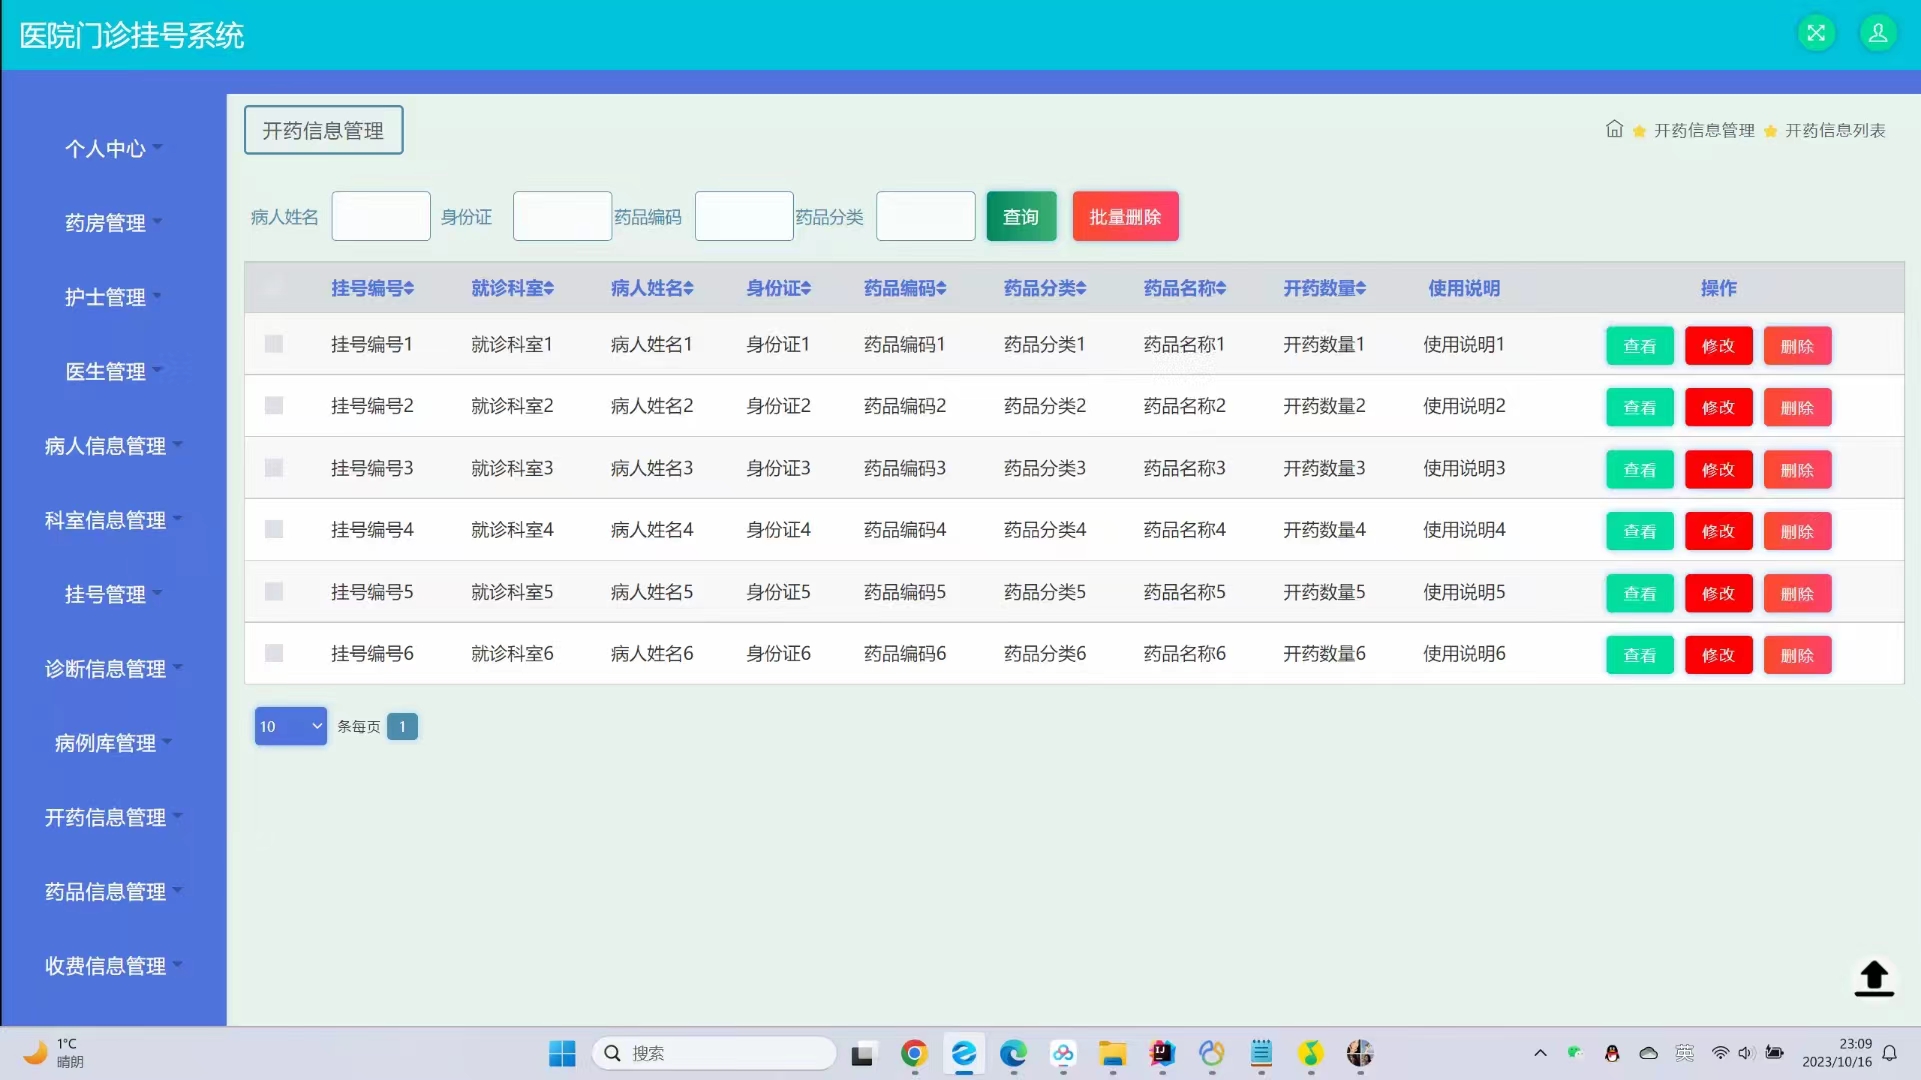 医院门诊挂号系统
个人中心
药房管理
护士管理
医生管理
病人信息管理
科室信息管理
挂号管理
诊断信息管理
病例库管理
开药信息管理
药品信息管理
收费信息管理
开药信息管理
开药信息管理 开药信息列表
病人姓名 身份证 药品编码 药品分类 查询 批量删除
挂号编号 就诊科室 病人姓名 身份证 药品编码 药品分类 药品名称 开药数量 使用说明 操作
挂号编号1 就诊科室1 病人姓名1 身份证1 药品编码1 药品分类1 药品名称1 开药数量1 使用说明1 查看 修改 删除
挂号编号2 就诊科室2 病人姓名2 身份证2 药品编码2 药品分类2 药品名称2 开药数量2 使用说明2 查看 修改 删除
挂号编号3 就诊科室3 病人姓名3 身份证3 药品编码3 药品分类3 药品名称3 开药数量3 使用说明3 查看 修改 删除
挂号编号4 就诊科室4 病人姓名4 身份证4 药品编码4 药品分类4 药品名称4 开药数量4 使用说明4 查看 修改 删除
挂号编号5 就诊科室5 病人姓名5 身份证5 药品编码5 药品分类5 药品名称5 开药数量5 使用说明5 查看 修改 删除
挂号编号6 就诊科室6 病人姓名6 身份证6 药品编码6 药品分类6 药品名称6 开药数量6 使用说明6 查看 修改 删除
10 条每页 1
1°C
晴朗
搜索
英
23:09
2023/10/16